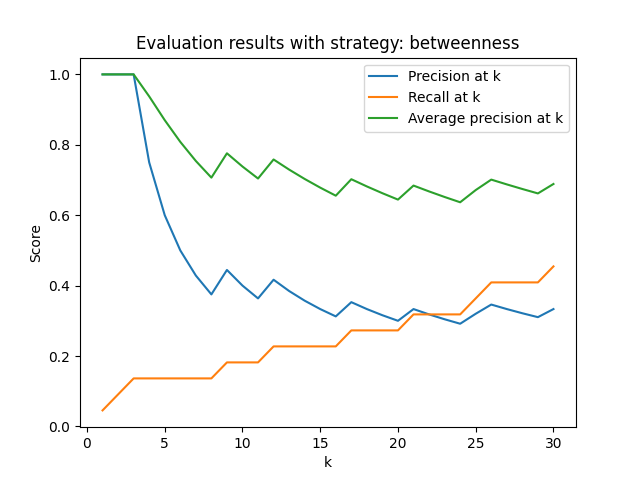 Evaluation results with strategy: betweenness
Precision at k
Recall at k
Average precision at k
Score
1.0
0.8
0.6
0.4
0.2
0.0
0 5 10 15 20 25 30
k